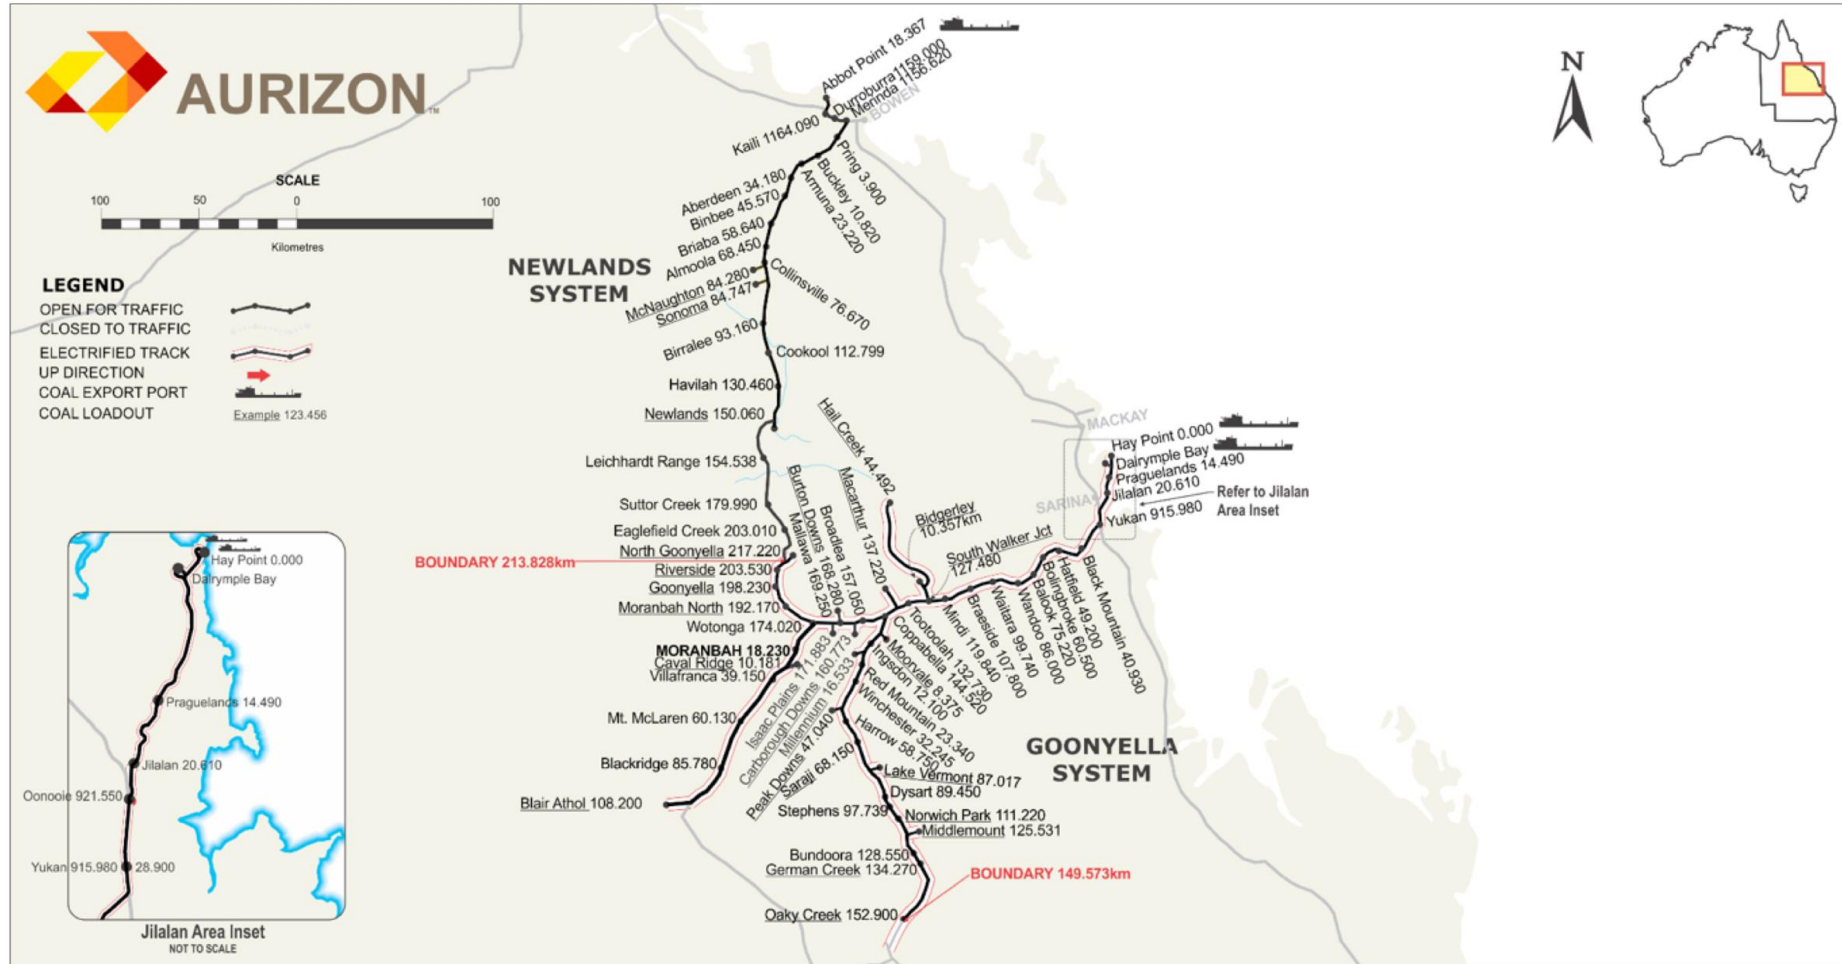 AURIZON™
N
SCALE
100 50 0 100
Kilometres
LEGEND
OPEN FOR TRAFFIC
CLOSED TO TRAFFIC
ELECTRIFIED TRACK
UP DIRECTION
COAL EXPORT PORT
COAL LOADOUT Example 123.456
NEWLANDS
SYSTEM
Abbot Point 18.367
Durroburra 1159.000
Merinda 1156.620
BOWEN
Kaili 1164.090
Pring 3.900
Buckley 10.820
Armuna 23.220
Aberdeen 34.180
Binbee 45.570
Briaba 58.640
Almoola 68.450
McNaughton 84.280
Sonoma 84.747
Collinsville 76.670
Birralee 93.160
Cookool 112.799
Havilah 130.460
Newlands 150.060
Leichhardt Range 154.538
Suttor Creek 179.990
Eaglefield Creek 203.010
North Goonyella 217.220
BOUNDARY 213.828km
Riverside 203.530
Goonyella 198.230
Moranbah North 192.170
Wotonga 174.020
MORANBAH 18.230
Caval Ridge 10.181
Villafranca 39.150
Mt. McLaren 60.130
Blackridge 85.780
Blair Athol 108.200
Mallawa 169.250
Burton Downs 168.280
Broadlea 157.050
Macarthur 137.220
Hail Creek 44.492
Bidgerley
10.357km
South Walker Jct
127.480
MACKAY
Hay Point 0.000
Dalrymple Bay
Praguelands 14.490
Jilalan 20.610
SARINA
Yukan 915.980
Refer to Jilalan
Area Inset
Black Mountain 40.930
Hatfield 49.200
Bolingbroke 60.500
Balook 75.220
Wandoo 86.000
Waitara 99.740
Braeside 107.800
Mindi 119.840
Tootoolah 132.730
Coppabella 144.520
Moorvale 8.375
Ingsdon 12.100
Red Mountain 23.340
Winchester 32.245
Harrow 58.750
Isaac Plains 171.883
Carborough Downs 160.773
Millennium 16.533
Peak Downs 47.040
Saraji 68.150
Lake Vermont 87.017
Dysart 89.450
Stephens 97.739
Norwich Park 111.220
Middlemount 125.531
Bundoora 128.550
German Creek 134.270
Oaky Creek 152.900
BOUNDARY 149.573km
GOONYELLA
SYSTEM
Hay Point 0.000
Dalrymple Bay
Praguelands 14.490
Jilalan 20.610
Oonooie 921.550
Yukan 915.980 28.900
Jilalan Area Inset
NOT TO SCALE